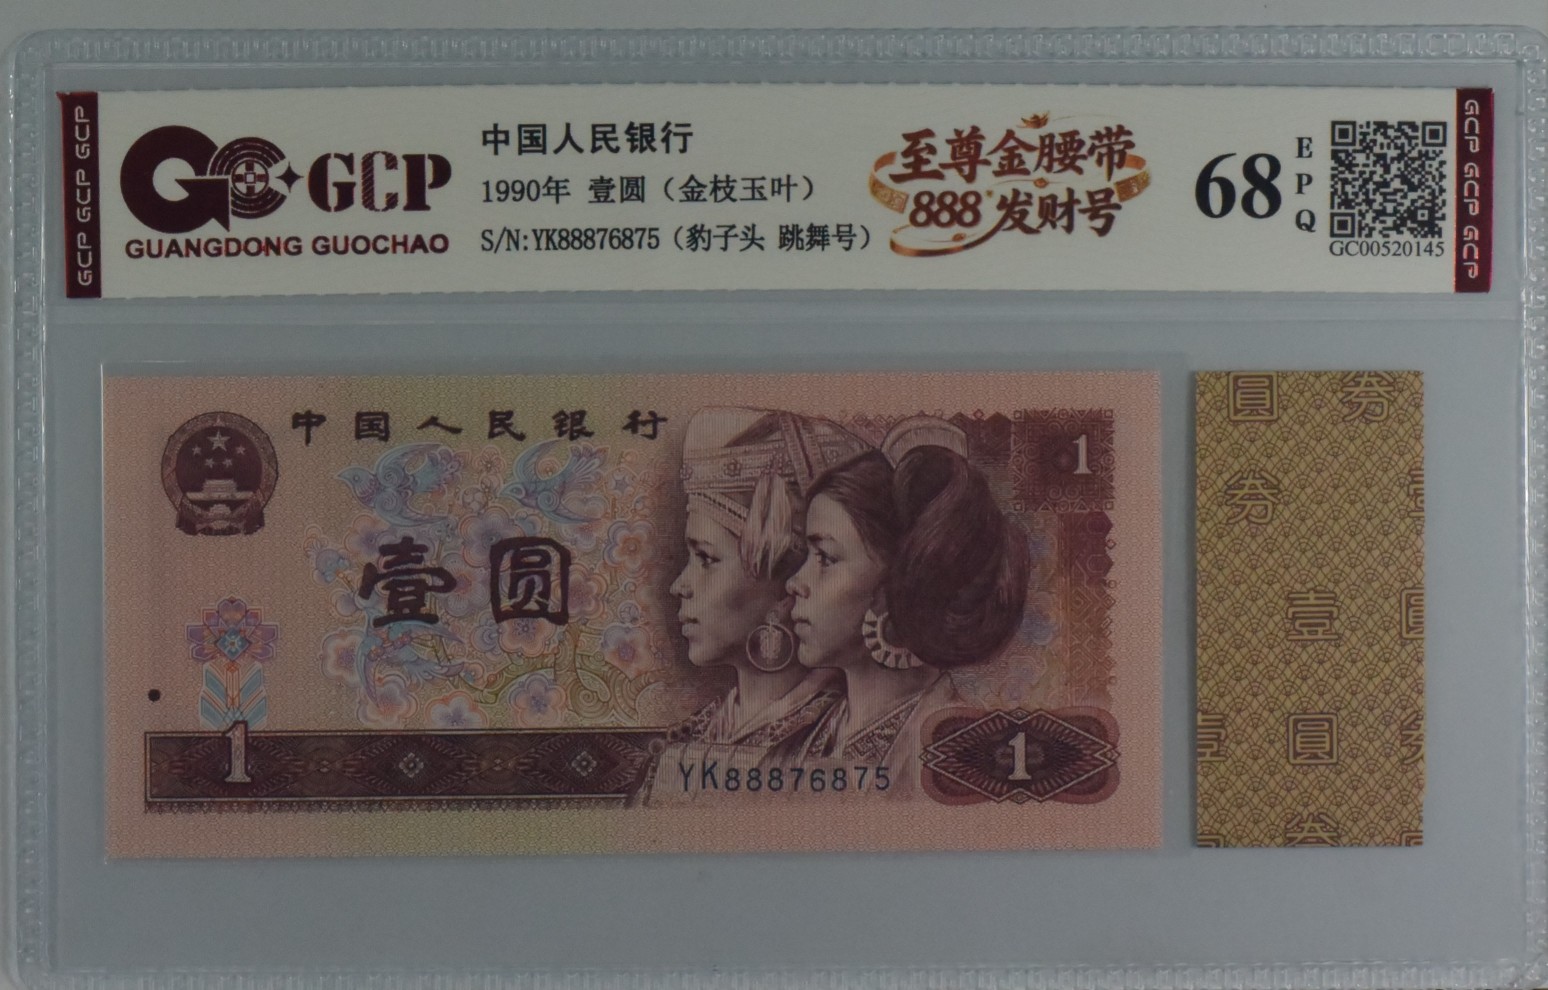 GCP GCP GCP
GCP
GUANGDONG GUOCHAO
中国人民银行
1990年 壹圆（金枝玉叶）
S/N:YK88876875（豹子头 跳舞号）
至尊金腰带
888 发财号
68
EPQ
GC00520145
GCP GCP GCP
中国人民银行
1
壹圆
1
YK88876875
1
圆 券
券
壹 圆
壹 圆 券
券